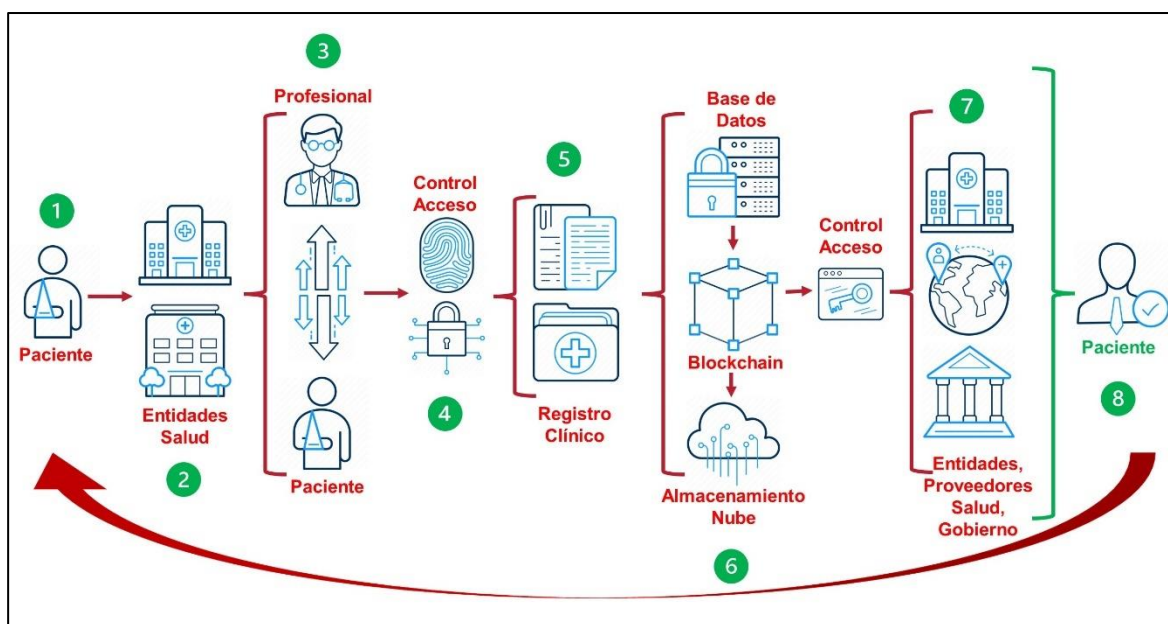 1
Paciente
Entidades
Salud
2
3
Profesional
Paciente
Control
Acceso
4
5
Registro
Clínico
Base de
Datos
Blockchain
Almacenamiento
Nube
6
Control
Acceso
7
Entidades,
Proveedores
Salud,
Gobierno
Paciente
8